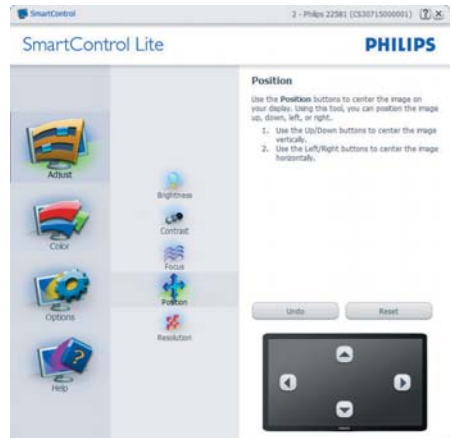 SmartControl
2 - Philips 225B1 (CS30715000001)
SmartControl Lite
PHILIPS
Adjust
Color
Options
Help
Brightness
Contrast
Focus
Position
Resolution
Position
Use the Position buttons to center the image on
your display. Using this tool, you can position the image
up, down, left, or right.
1. Use the Up/Down buttons to center the image
vertically.
2. Use the Left/Right buttons to center the image
horizontally.
Undo
Reset